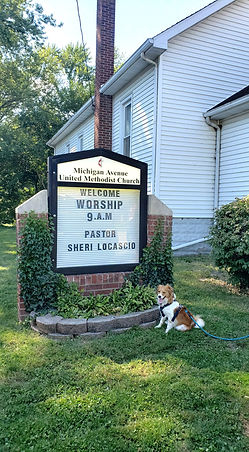 Michigan Avenue
United Methodist Church
WELCOME
WORSHIP
9 A.M
PASTOR
SHERI LOCASCIO